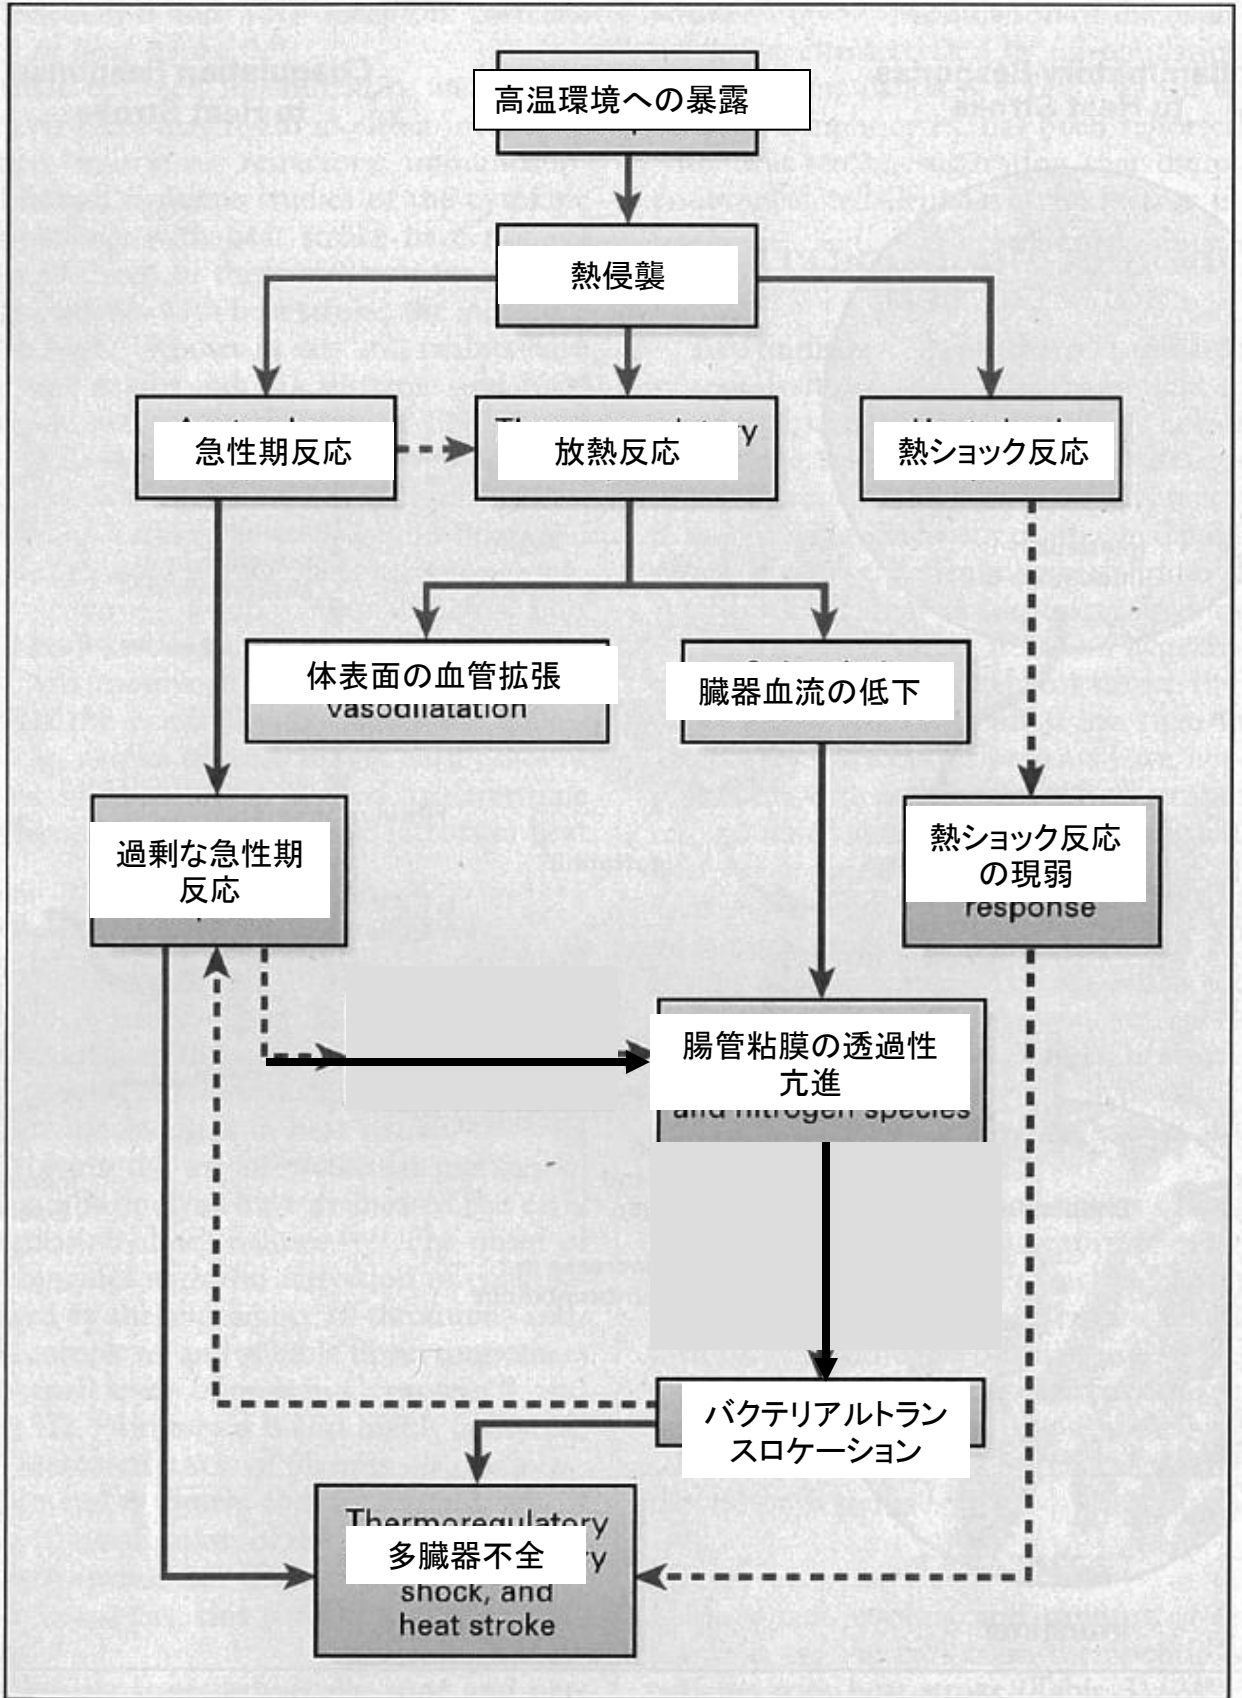 高温環境への暴露
熱侵襲
急性期反応
放熱反応
熱ショック反応
体表面の血管拡張
vasodilatation
臓器血流の低下
過剰な急性期
反応
熱ショック反応
の現弱
response
腸管粘膜の透過性
亢進
and nitrogen species
バクテリアルトラン
スロケーション
Thermoregulatory
多臓器不全
shock, and
heat stroke